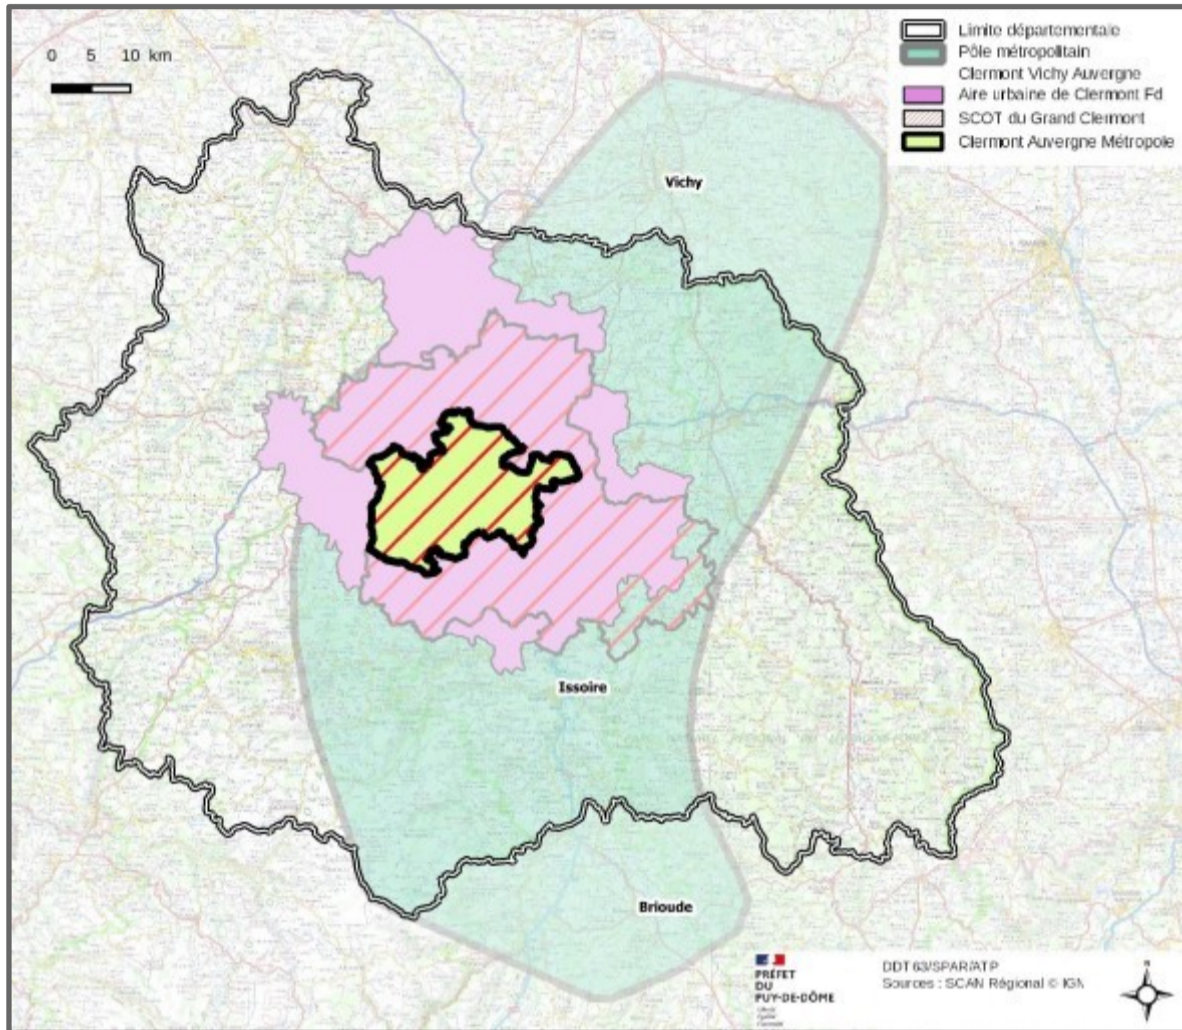 0 5 10 km
Limite départementale
Pôle métropolitain
Clermont Vichy Auvergne
Aire urbaine de Clermont Fd
SCOT du Grand Clermont
Clermont Auvergne Métropole
Vichy
Issoire
Brioude
PRÉFET
DU
PUY-DE-DÔME
DDT 63/SPAR/ATP
Sources : SCAN Régional © IGN
N